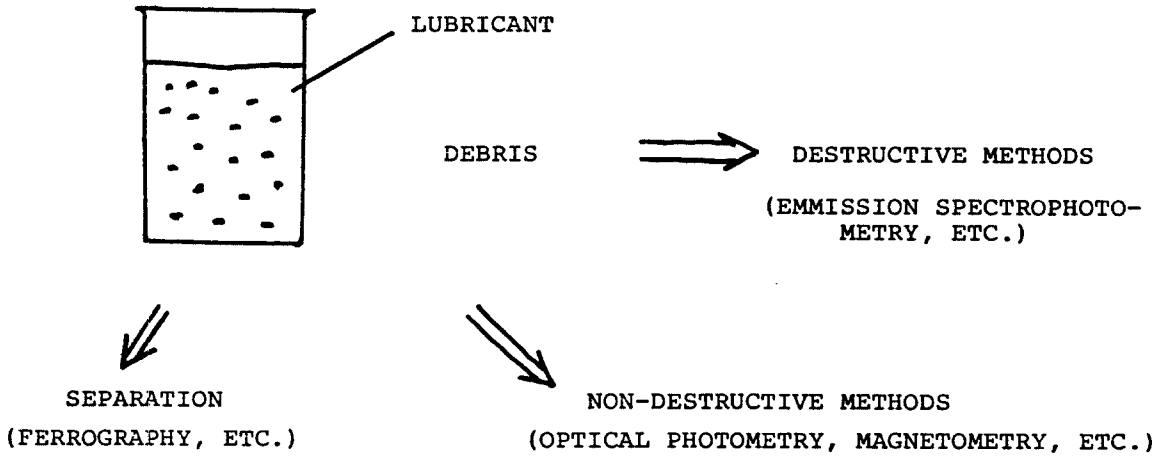 LUBRICANT
DEBRIS
DESTRUCTIVE METHODS
(EMMISSION SPECTROPHOTO-
METRY, ETC.)
SEPARATION
(FERROGRAPHY, ETC.)
NON-DESTRUCTIVE METHODS
(OPTICAL PHOTOMETRY, MAGNETOMETRY, ETC.)